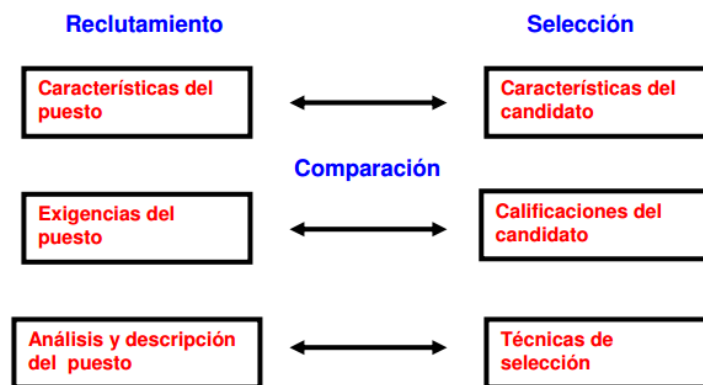 Reclutamiento
Selección
Características del
puesto
Características del
candidato
Comparación
Exigencias del
puesto
Calificaciones del
candidato
Análisis y descripción
del puesto
Técnicas de
selección